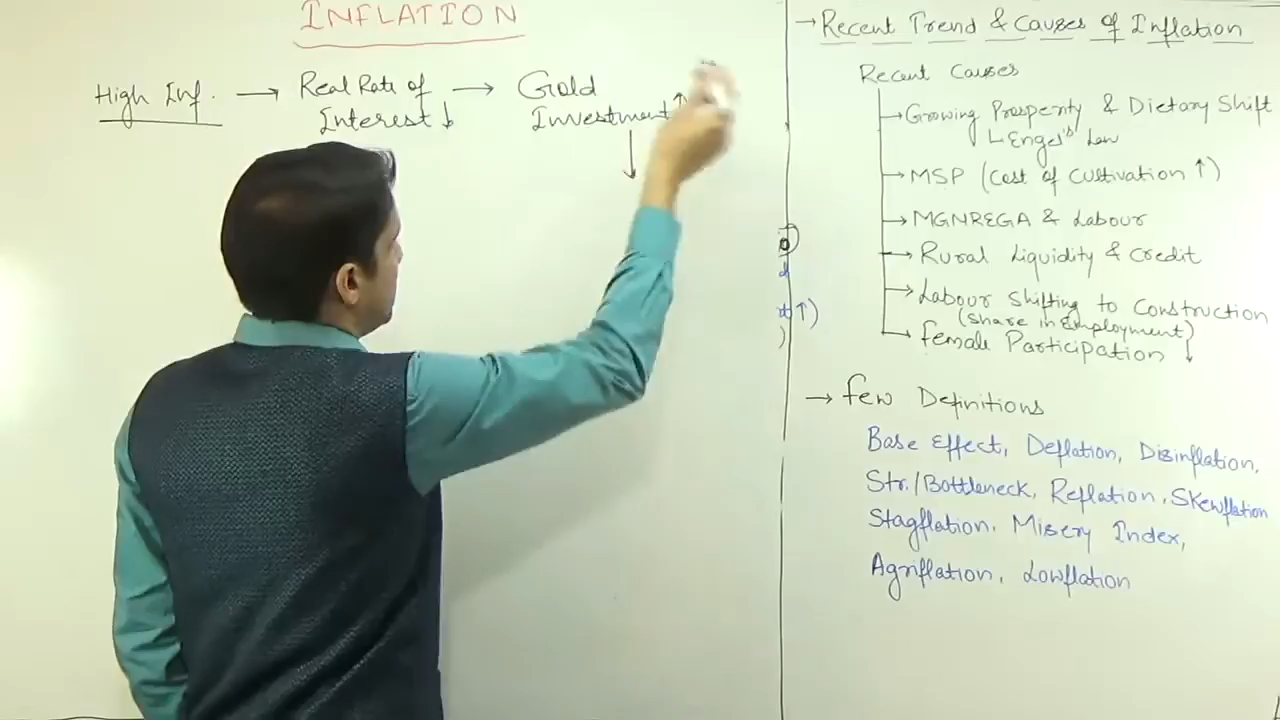 INFLATION
High Inf. → Real Rate of Interest ↓ → Gold Investment ↑
↓
→ Recent Trend & Causes of Inflation
Recent Causes
→ Growing Prosperity & Dietary Shift
↳ Engel's Law
→ MSP (Cost of Cultivation ↑)
→ MGNREGA & Labour
→ Rural Liquidity & Credit
→ Labour Shifting to Construction
(Share in Employment) ↓
→ Female Participation
→ Few Definitions
Base Effect, Deflation, Disinflation,
Str./Bottleneck, Reflation, Skewflation
Stagflation, Misery Index,
Agriflation, Lowflation